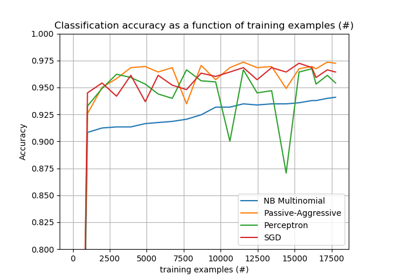 Classification accuracy as a function of training examples (#)
1.000
0.975
0.950
0.925
0.900
0.875
0.850
0.825
0.800
Accuracy
NB Multinomial
Passive-Aggressive
Perceptron
SGD
0 2500 5000 7500 10000 12500 15000 17500
training examples (#)